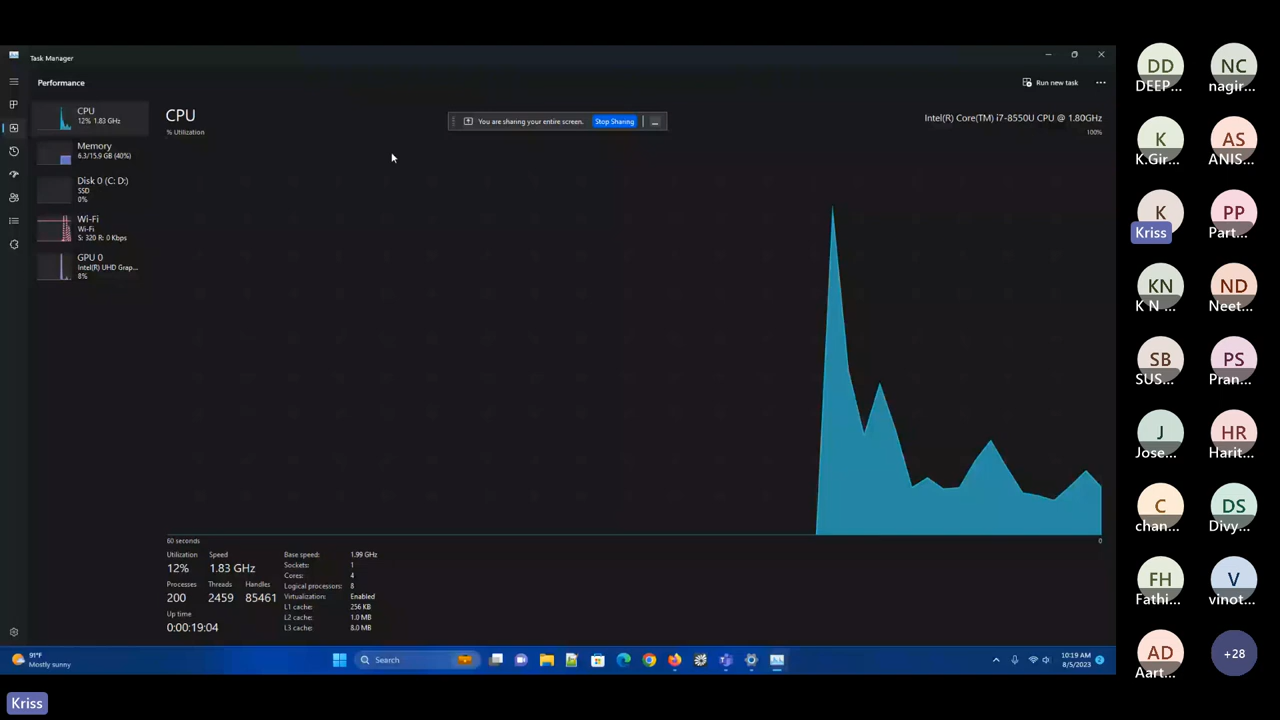 Task Manager
Performance
Run new task
CPU
12% 1.83 GHz
Memory
6.3/15.9 GB (40%)
Disk 0 (C: D:)
SSD
0%
Wi-Fi
Wi-Fi
S: 320 R: 0 Kbps
GPU 0
Intel(R) UHD Grap...
8%
CPU
% Utilization
You are sharing your entire screen.
Stop Sharing
Intel(R) Core(TM) i7-8550U CPU @ 1.80GHz
100%
60 seconds
0
Utilization
12%
Speed
1.83 GHz
Processes
200
Threads
2459
Handles
85461
Up time
0:00:19:04
Base speed: 1.99 GHz
Sockets: 1
Cores: 4
Logical processors: 8
Virtualization: Enabled
L1 cache: 256 KB
L2 cache: 1.0 MB
L3 cache: 8.0 MB
91°F
Mostly sunny
Search
10:19 AM
8/5/2023
2
DD
DEEP...
NC
nagir...
K
K.Gir...
AS
ANIS...
K
Kriss
PP
Part...
KN
K N ...
ND
Neet...
SB
SUS...
PS
Pran...
J
Jose...
HR
Harit...
C
chan...
DS
Divy...
FH
Fathi...
V
vinot...
AD
Aart...
+28
Kriss